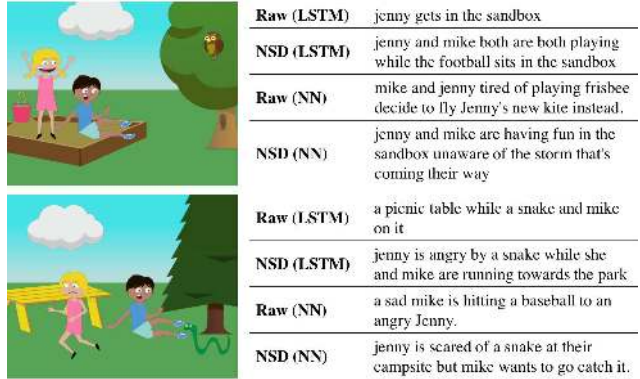 Raw (LSTM) jenny gets in the sandbox
NSD (LSTM) jenny and mike both are both playing
while the football sits in the sandbox
Raw (NN) mike and jenny tired of playing frisbee
decide to fly Jenny's new kite instead.
NSD (NN) jenny and mike are having fun in the
sandbox unaware of the storm that's
coming their way
Raw (LSTM) a picnic table while a snake and mike
on it
NSD (LSTM) jenny is angry by a snake while she
and mike are running towards the park
Raw (NN) a sad mike is hitting a baseball to an
angry Jenny.
NSD (NN) jenny is scared of a snake at their
campsite but mike wants to go catch it.